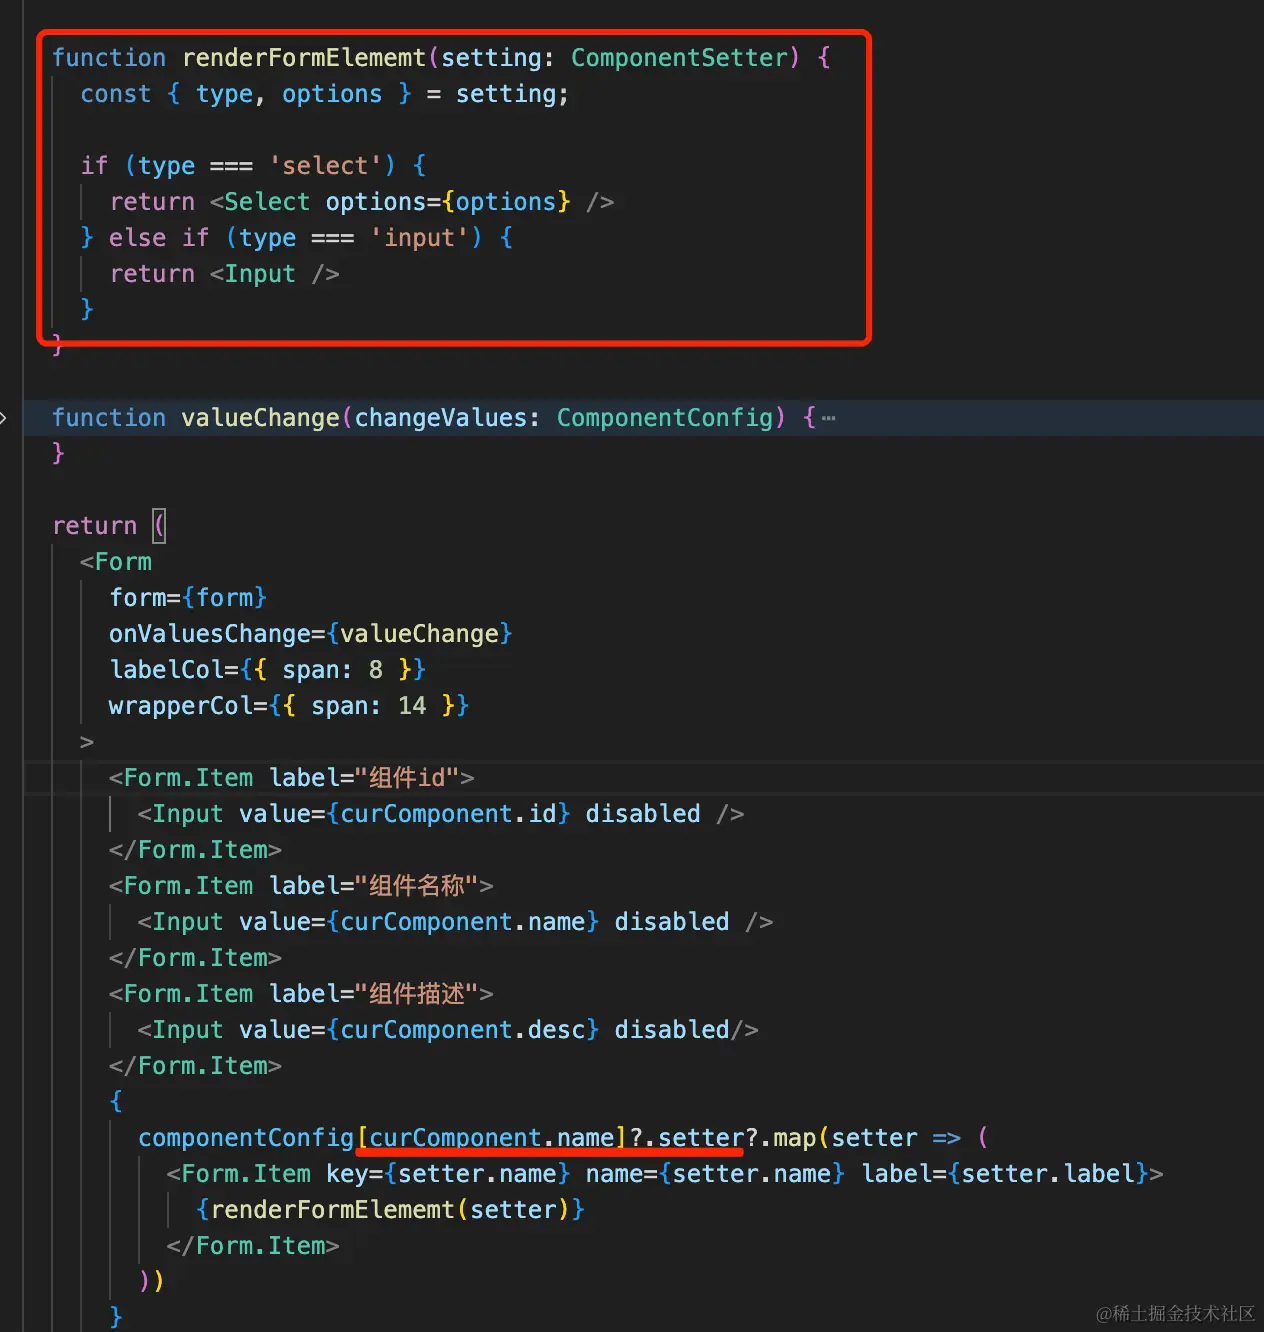 function renderFormElememt(setting: ComponentSetter) {
  const { type, options } = setting;

  if (type === 'select') {
    return <Select options={options} />
  } else if (type === 'input') {
    return <Input />
  }
}

function valueChange(changeValues: ComponentConfig) {…
}

return (
  <Form
    form={form}
    onValuesChange={valueChange}
    labelCol={{ span: 8 }}
    wrapperCol={{ span: 14 }}
  >
    <Form.Item label="组件id">
      <Input value={curComponent.id} disabled />
    </Form.Item>
    <Form.Item label="组件名称">
      <Input value={curComponent.name} disabled />
    </Form.Item>
    <Form.Item label="组件描述">
      <Input value={curComponent.desc} disabled/>
    </Form.Item>
    {
      componentConfig[curComponent.name]?.setter?.map(setter => (
        <Form.Item key={setter.name} name={setter.name} label={setter.label}>
          {renderFormElememt(setter)}
        </Form.Item>
      ))
    }
@稀土掘金技术社区